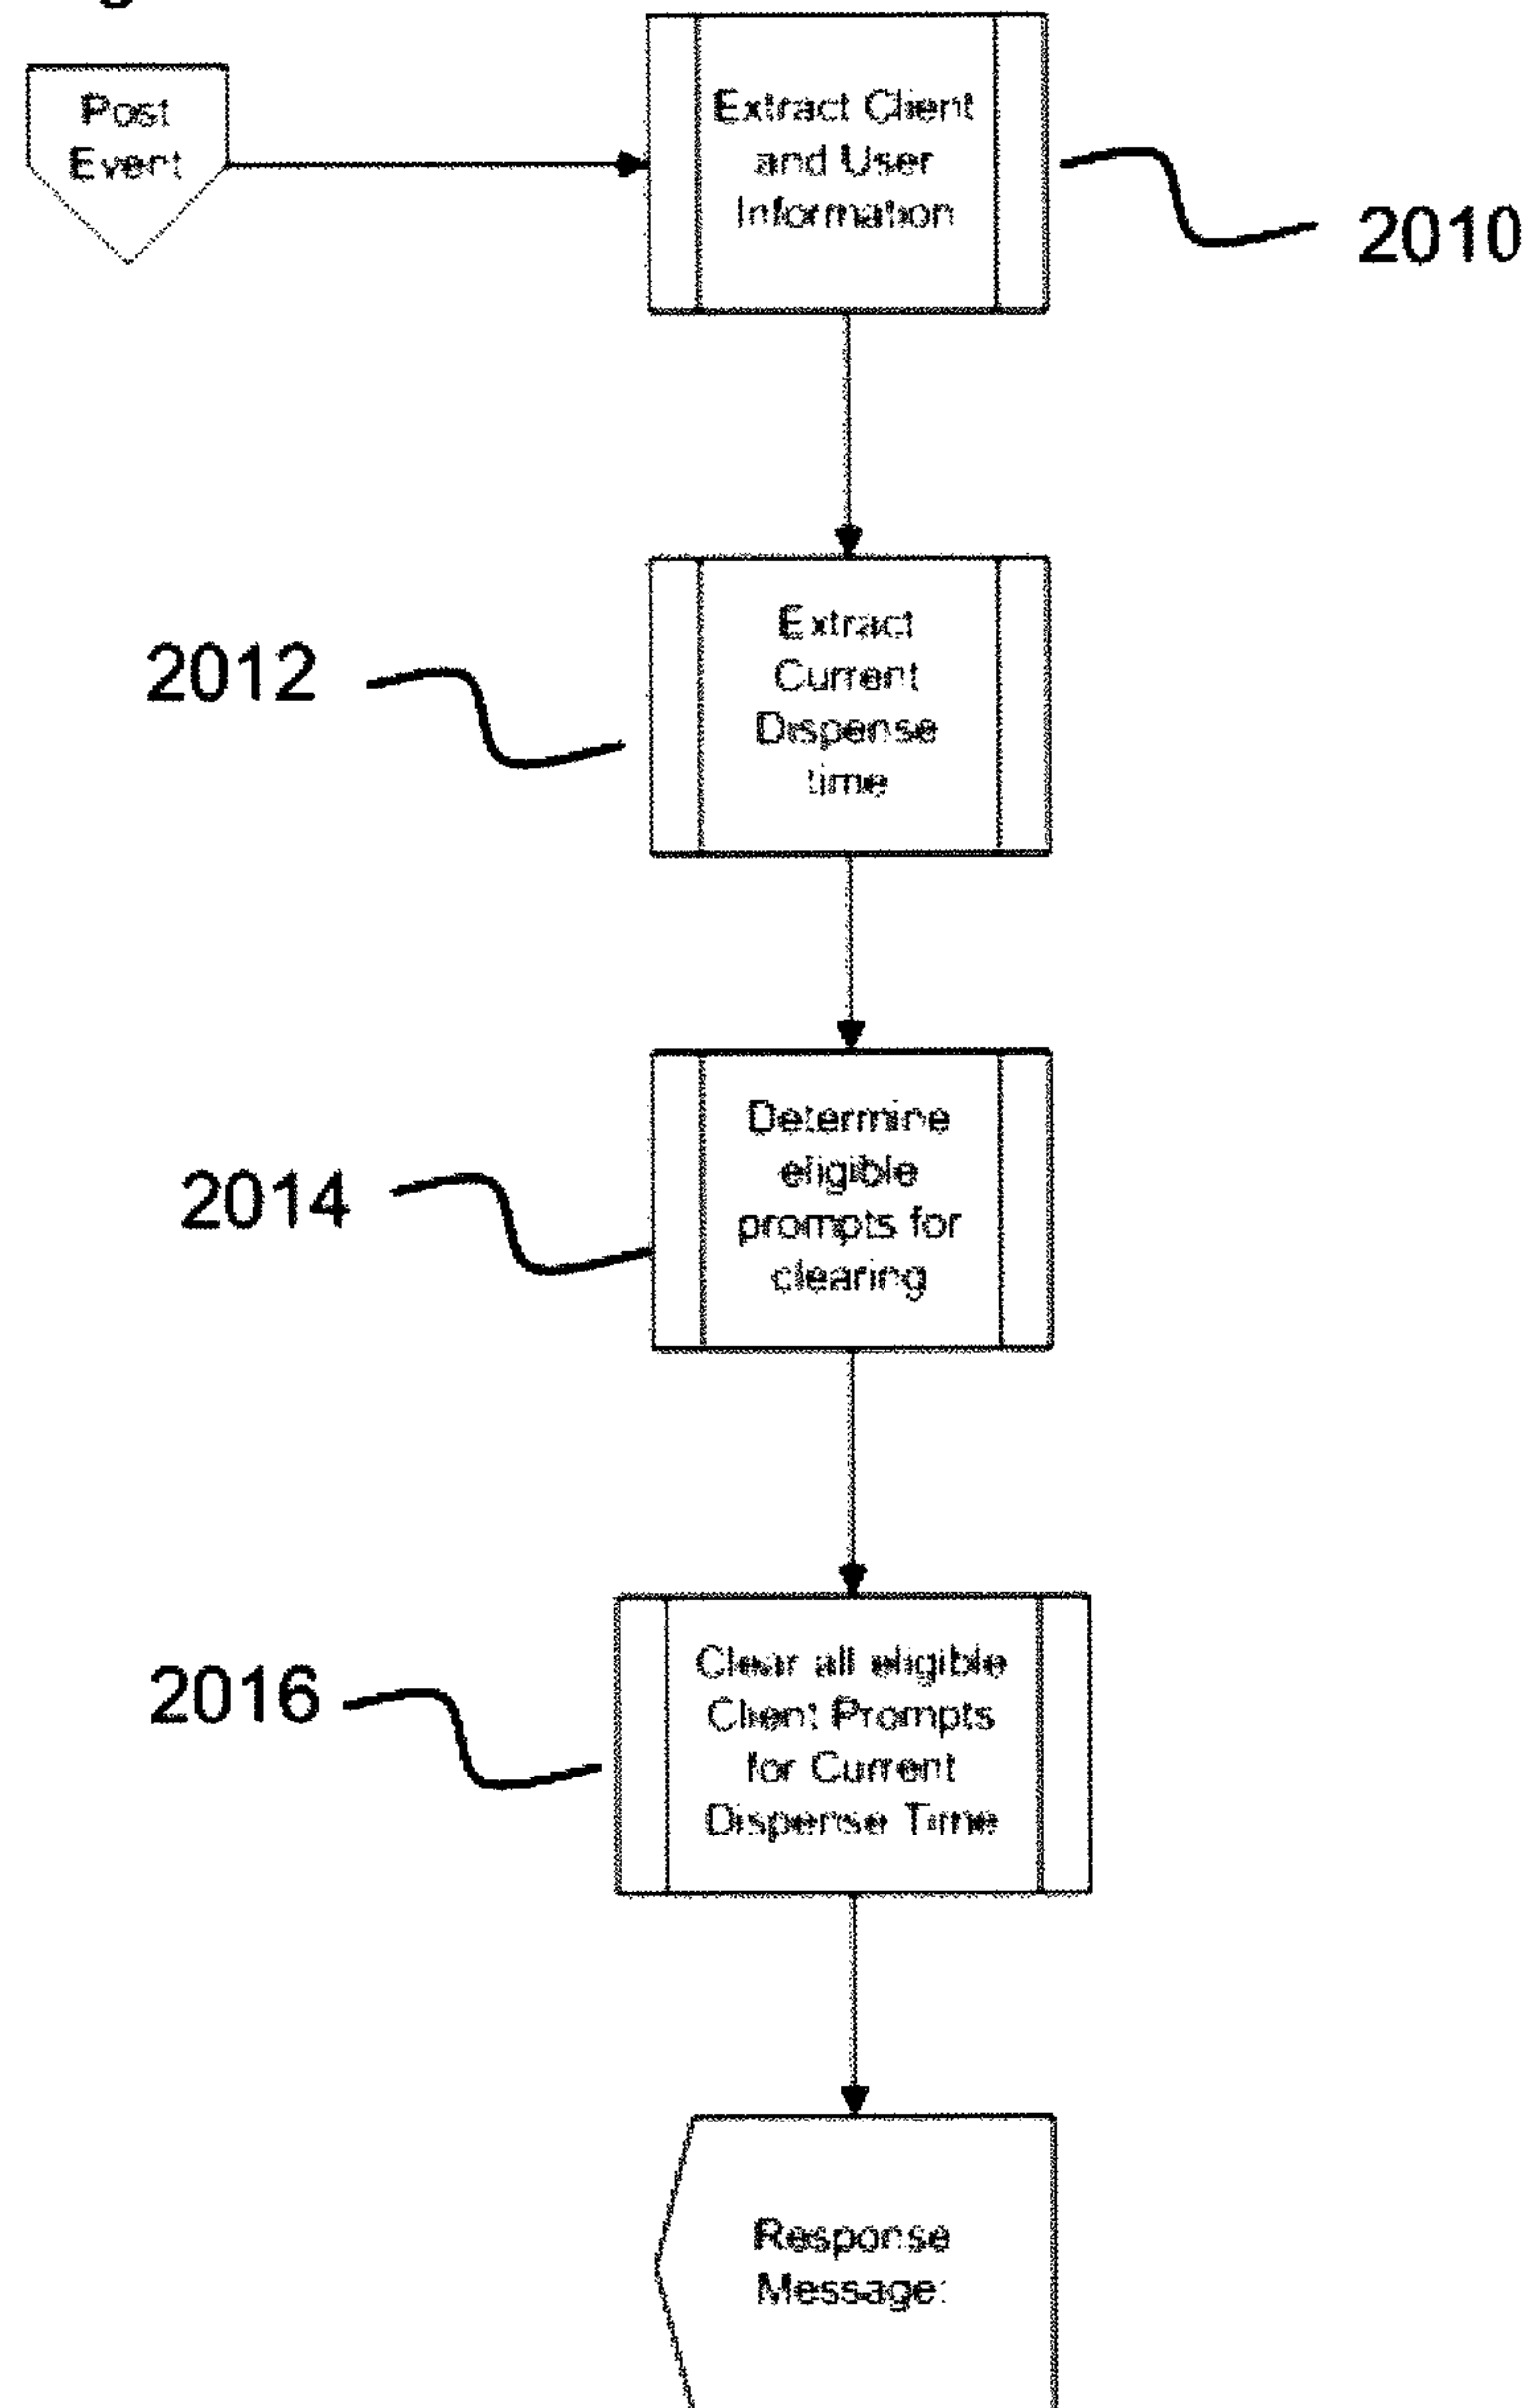 Post
Event
Extract Client
and User
Information
2010
Extract
Current
Dispense
time
2012
Determine
eligible
prompts for
clearing
2014
Clear all eligible
Client Prompts
for Current
Dispense Time
2016
Response
Message: